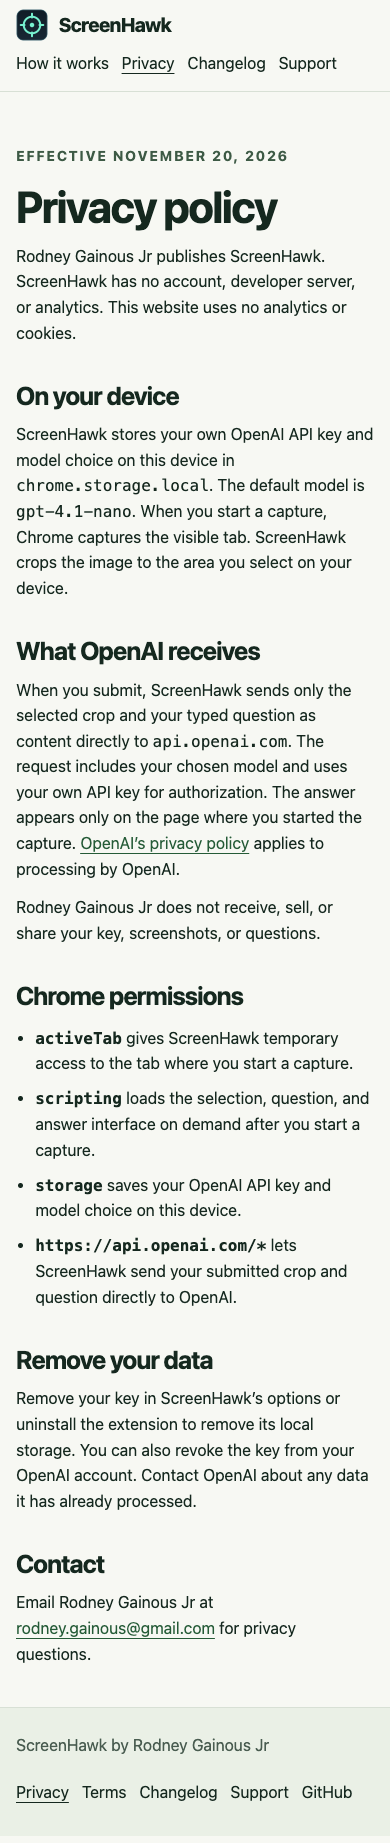 ScreenHawk
How it works Privacy Changelog Support
EFFECTIVE NOVEMBER 20, 2026
Privacy policy
Rodney Gainous Jr publishes ScreenHawk.
ScreenHawk has no account, developer server,
or analytics. This website uses no analytics or
cookies.
On your device
ScreenHawk stores your own OpenAI API key and
model choice on this device in
chrome.storage.local. The default model is
gpt-4.1-nano. When you start a capture,
Chrome captures the visible tab. ScreenHawk
crops the image to the area you select on your
device.
What OpenAI receives
When you submit, ScreenHawk sends only the
selected crop and your typed question as
content directly to api.openai.com. The
request includes your chosen model and uses
your own API key for authorization. The answer
appears only on the page where you started the
capture. OpenAI’s privacy policy applies to
processing by OpenAI.
Rodney Gainous Jr does not receive, sell, or
share your key, screenshots, or questions.
Chrome permissions
• activeTab gives ScreenHawk temporary
access to the tab where you start a capture.
• scripting loads the selection, question, and
answer interface on demand after you start a
capture.
• storage saves your OpenAI API key and
model choice on this device.
• https://api.openai.com/* lets
ScreenHawk send your submitted crop and
question directly to OpenAI.
Remove your data
Remove your key in ScreenHawk’s options or
uninstall the extension to remove its local
storage. You can also revoke the key from your
OpenAI account. Contact OpenAI about any data
it has already processed.
Contact
Email Rodney Gainous Jr at
rodney.gainous@gmail.com for privacy
questions.
ScreenHawk by Rodney Gainous Jr
Privacy Terms Changelog Support GitHub